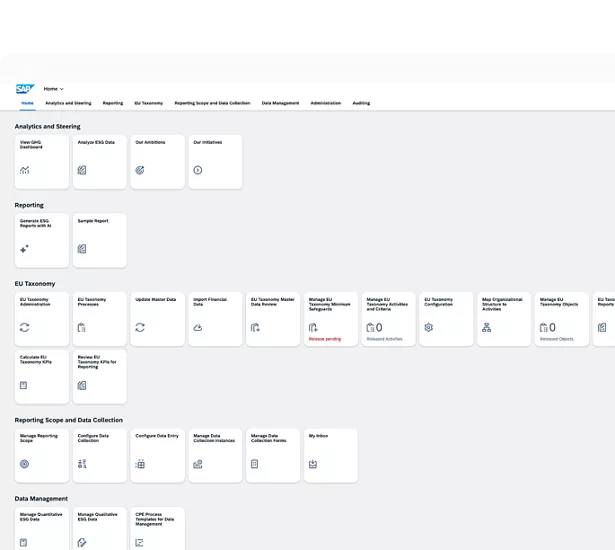 SAP Home
Home Analytics and Steering Reporting EU Taxonomy Reporting Scope and Data Collection Data Management Administration Auditing
Analytics and Steering
View GHG
Dashboard
Analyze ESG Data
Our Ambitions
Our Initiatives
Reporting
Generate ESG
Reports with AI
Sample Report
EU Taxonomy
EU Taxonomy
Administration
EU Taxonomy
Processes
Update Master Data
Import Financial
Data
EU Taxonomy Master
Data Review
Manage EU
Taxonomy Minimum
Safeguards
Release pending
Manage EU
Taxonomy Activities
and Criteria
0
Released Activities
EU Taxonomy
Configuration
Map Organizational
Structure to
Activities
Manage EU
Taxonomy Objects
0
Released Objects
Reports
Calculate EU
Taxonomy KPIs
Review EU
Taxonomy KPIs for
Reporting
Reporting Scope and Data Collection
Manage Reporting
Scope
Configure Data
Collection
Configure Data Entry
Manage Data
Collection Instances
Manage Data
Collection Forms
My Inbox
Data Management
Manage Quantitative
ESG Data
Manage Qualitative
ESG Data
CPE Process
Templates for Data
Management